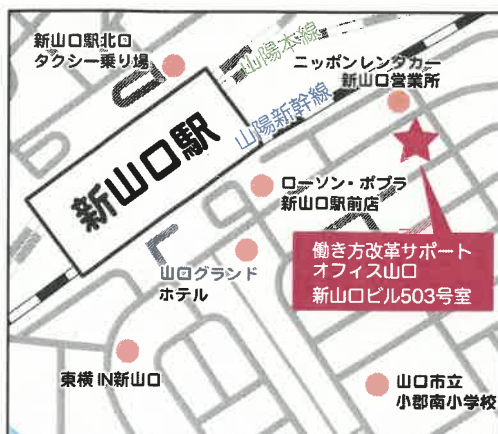 新山口駅北口
タクシー乗り場
山陽本線
ニッポンレンタカー
新山口営業所
山陽新幹線
新山口駅
ローソン・ポプラ
新山口駅前店
働き方改革サポート
オフィス山口
新山口ビル503号室
山口グランド
ホテル
東横IN新山口
山口市立
小郡南小学校